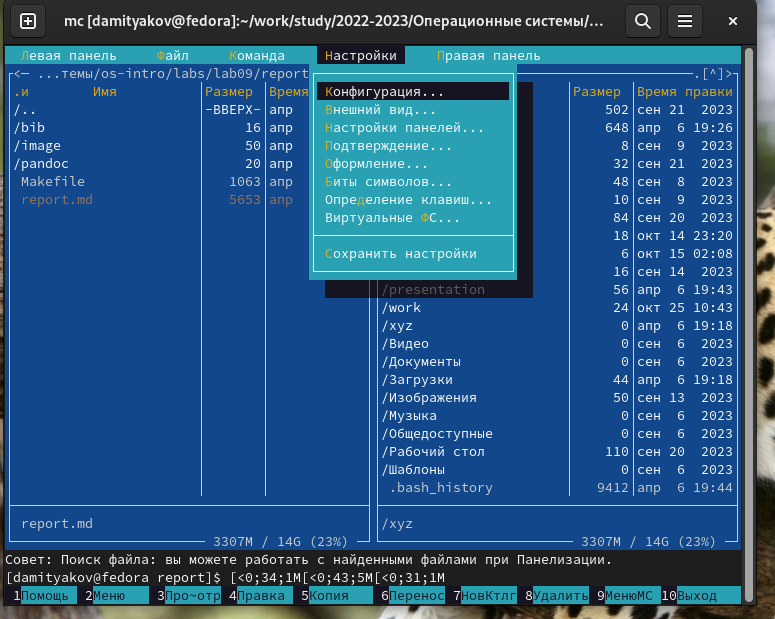 mc [damityakov@fedora]:~/work/study/2022-2023/Операционные системы/...
Левая панель Файл Команда Настройки Правая панель
<− ...темы/os-intro/labs/lab09/report .[^]>
.и Имя Размер Время
/.. -ВВЕРХ- апр
/bib 16 апр
/image 50 апр
/pandoc 20 апр
Makefile 1063 апр
report.md 5653 апр
Конфигурация...
Внешний вид...
Настройки панелей...
Подтверждение...
Оформление...
Биты символов...
Определение клавиш...
Виртуальные ФС...
Сохранить настройки
Размер Время правки
502 сен 21 2023
648 апр 6 19:26
8 сен 9 2023
32 сен 21 2023
48 сен 8 2023
10 сен 9 2023
84 сен 20 2023
18 окт 14 23:20
6 окт 15 02:08
16 сен 14 2023
/presentation 56 апр 6 19:43
/work 24 окт 25 10:43
/xyz 0 апр 6 19:18
/Видео 0 сен 6 2023
/Документы 0 сен 6 2023
/Загрузки 44 апр 6 19:18
/Изображения 50 сен 13 2023
/Музыка 0 сен 6 2023
/Общедоступные 0 сен 6 2023
/Рабочий стол 110 сен 20 2023
/Шаблоны 0 сен 6 2023
.bash_history 9412 апр 6 19:44
report.md
3307M / 14G (23%)
/xyz
3307M / 14G (23%)
Совет: Поиск файла: вы можете работать с найденными файлами при Панелизации.
[damityakov@fedora report]$ [<0;34;1M[<0;43;5M[<0;31;1M
1Помощь 2Меню 3Про~отр 4Правка 5Копия 6Перенос 7НовКтлг 8Удалить 9МенюMC 10Выход